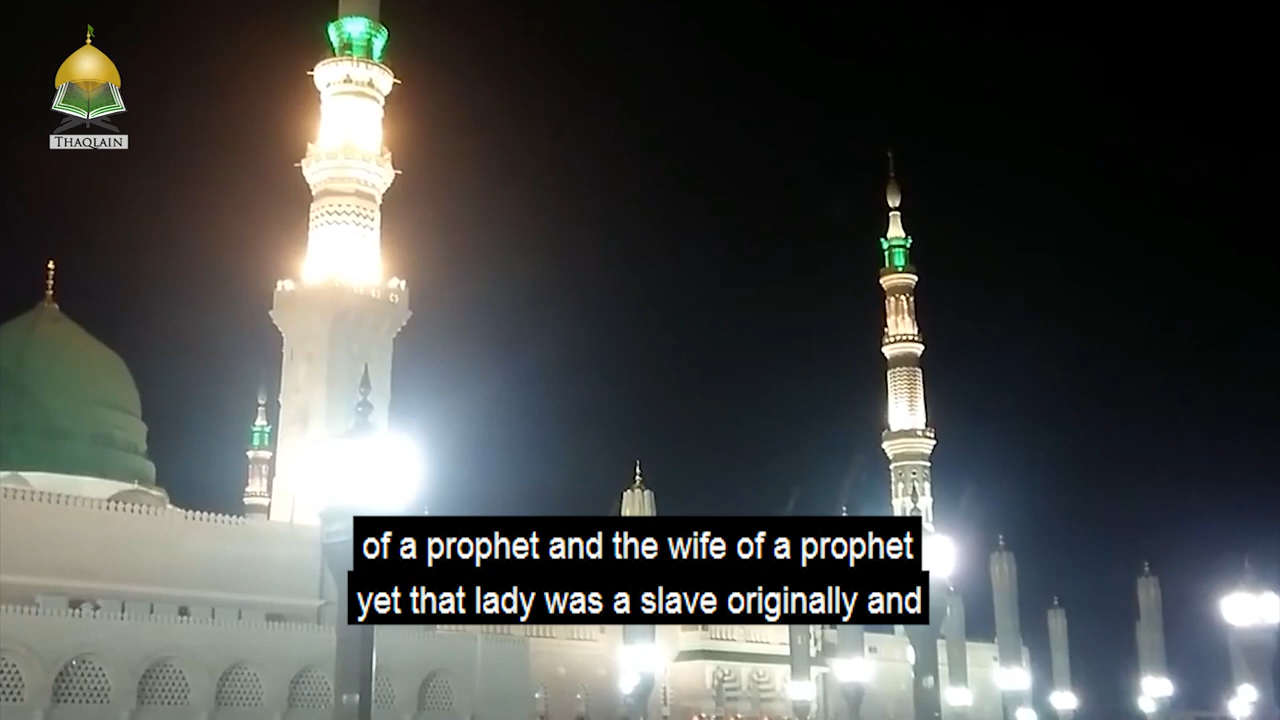 THAQLAIN
of a prophet and the wife of a prophet
yet that lady was a slave originally and